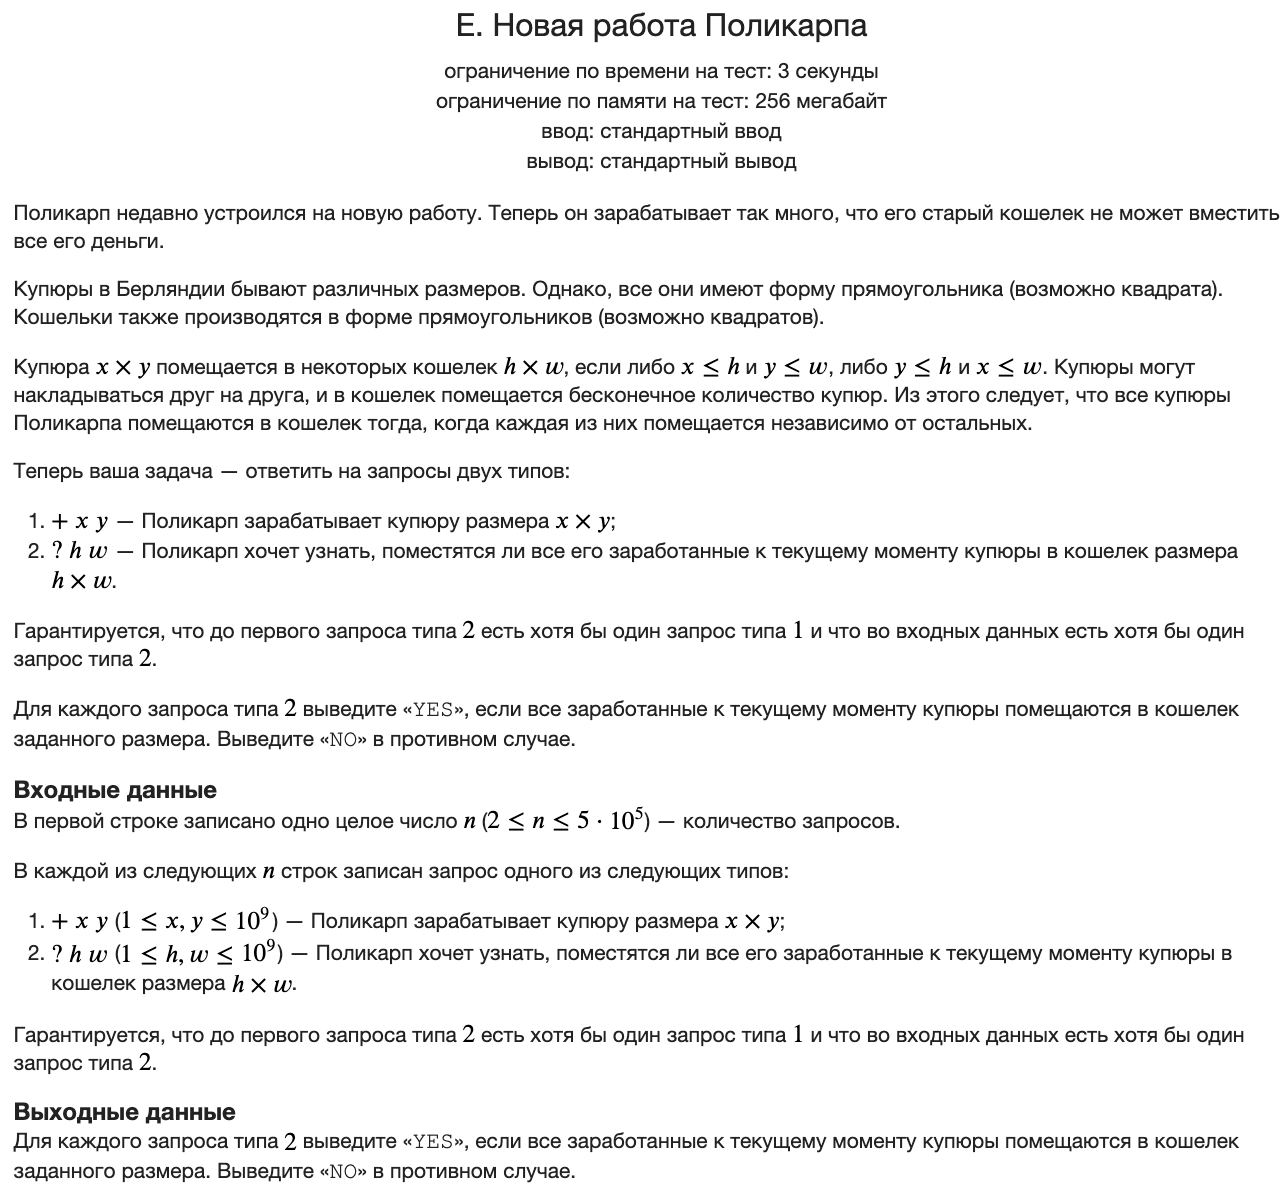 E. Новая работа Поликарпа
ограничение по времени на тест: 3 секунды
ограничение по памяти на тест: 256 мегабайт
ввод: стандартный ввод
вывод: стандартный вывод
Поликарп недавно устроился на новую работу. Теперь он зарабатывает так много, что его старый кошелек не может вместить
все его деньги.
Купюры в Берляндии бывают различных размеров. Однако, все они имеют форму прямоугольника (возможно квадрата).
Кошельки также производятся в форме прямоугольников (возможно квадратов).
Купюра x × y помещается в некоторых кошелек h × w, если либо x ≤ h и y ≤ w, либо y ≤ h и x ≤ w. Купюры могут
накладываться друг на друга, и в кошелек помещается бесконечное количество купюр. Из этого следует, что все купюры
Поликарпа помещаются в кошелек тогда, когда каждая из них помещается независимо от остальных.
Теперь ваша задача — ответить на запросы двух типов:
1. + x y — Поликарп зарабатывает купюру размера x × y;
2. ? h w — Поликарп хочет узнать, поместятся ли все его заработанные к текущему моменту купюры в кошелек размера
h × w.
Гарантируется, что до первого запроса типа 2 есть хотя бы один запрос типа 1 и что во входных данных есть хотя бы один
запрос типа 2.
Для каждого запроса типа 2 выведите «YES», если все заработанные к текущему моменту купюры помещаются в кошелек
заданного размера. Выведите «NO» в противном случае.
Входные данные
В первой строке записано одно целое число n (2 ≤ n ≤ 5 · 10⁵) — количество запросов.
В каждой из следующих n строк записан запрос одного из следующих типов:
1. + x y (1 ≤ x, y ≤ 10⁹) — Поликарп зарабатывает купюру размера x × y;
2. ? h w (1 ≤ h, w ≤ 10⁹) — Поликарп хочет узнать, поместятся ли все его заработанные к текущему моменту купюры в
кошелек размера h × w.
Гарантируется, что до первого запроса типа 2 есть хотя бы один запрос типа 1 и что во входных данных есть хотя бы один
запрос типа 2.
Выходные данные
Для каждого запроса типа 2 выведите «YES», если все заработанные к текущему моменту купюры помещаются в кошелек
заданного размера. Выведите «NO» в противном случае.